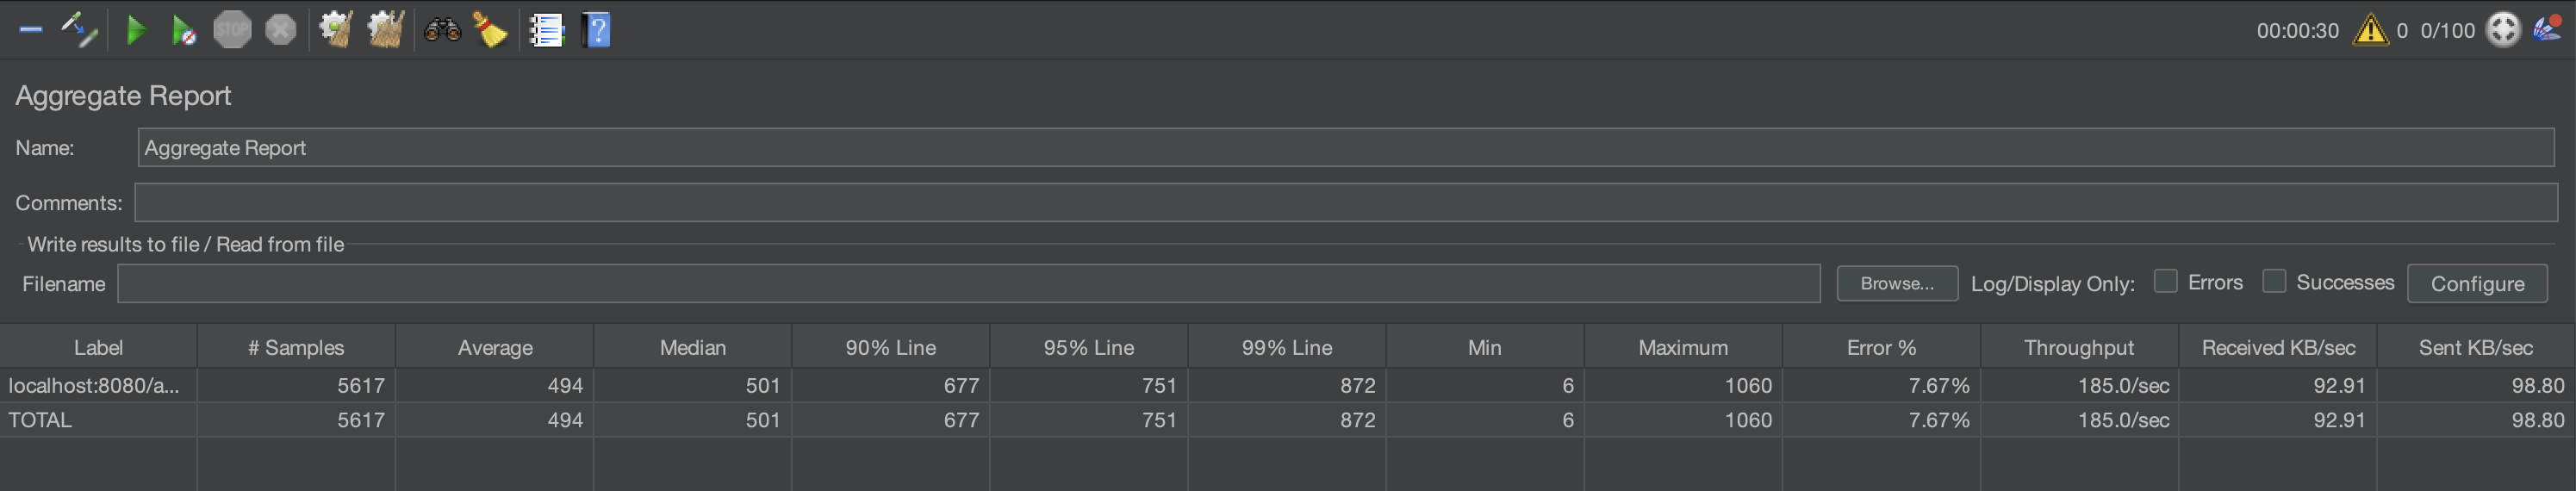 STOP
00:00:30 0 0/100
Aggregate Report
Name: Aggregate Report
Comments:
Write results to file / Read from file
Filename Browse... Log/Display Only: Errors Successes Configure
Label # Samples Average Median 90% Line 95% Line 99% Line Min Maximum Error % Throughput Received KB/sec Sent KB/sec
localhost:8080/a... 5617 494 501 677 751 872 6 1060 7.67% 185.0/sec 92.91 98.80
TOTAL 5617 494 501 677 751 872 6 1060 7.67% 185.0/sec 92.91 98.80